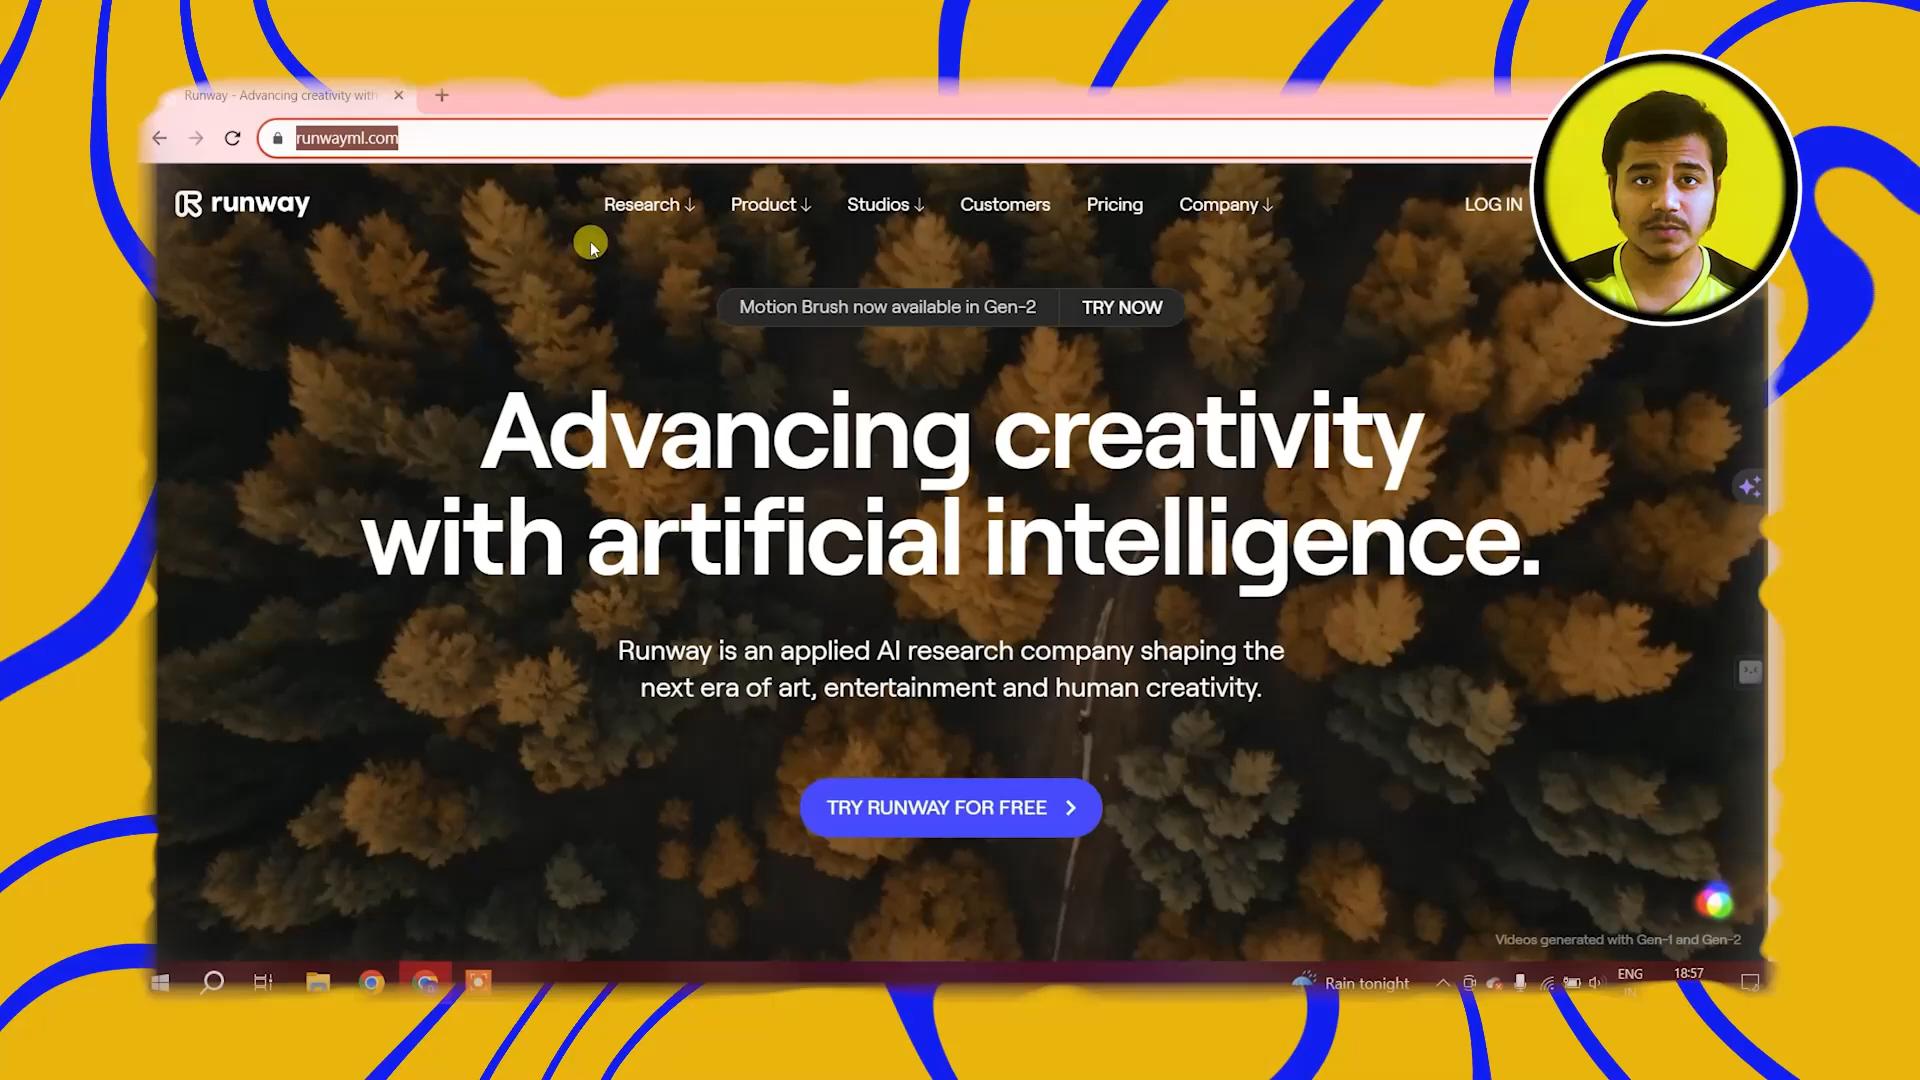 Runway - Advancing creativity with
runwayml.com
runway
Research ↓ Product ↓ Studios ↓ Customers Pricing Company ↓ LOG IN
Motion Brush now available in Gen-2 TRY NOW
Advancing creativity
with artificial intelligence.
Runway is an applied AI research company shaping the
next era of art, entertainment and human creativity.
TRY RUNWAY FOR FREE
Videos generated with Gen-1 and Gen-2
Rain tonight ENG 18:57
IN